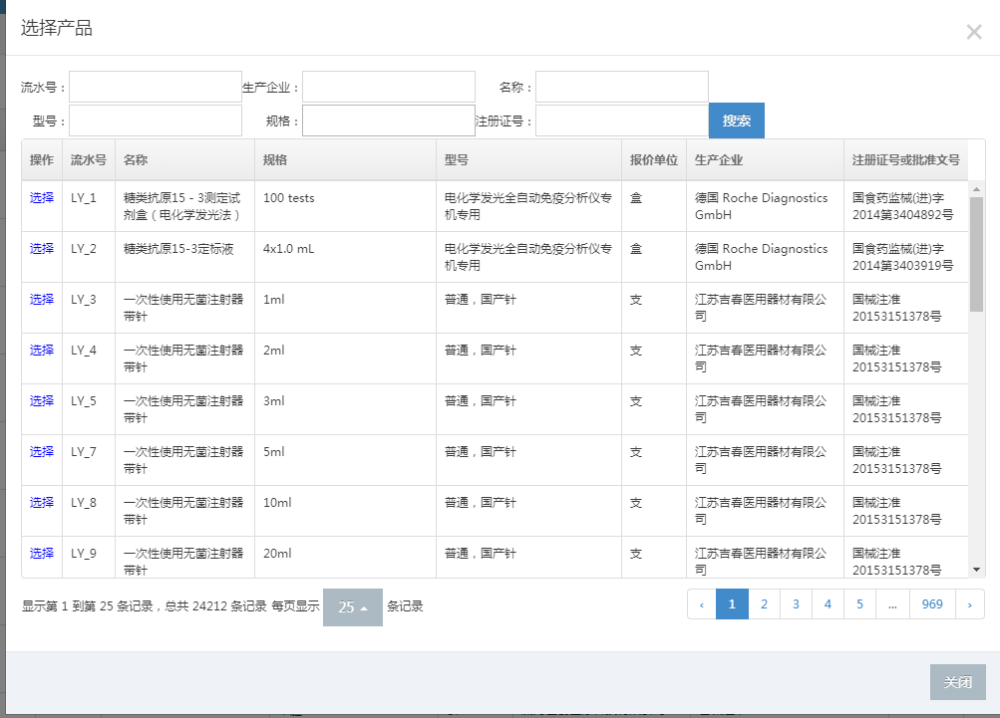 选择产品
×
流水号： 生产企业： 名称：
型号： 规格： 注册证号： 搜索
操作 流水号 名称 规格 型号 报价单位 生产企业 注册证号或批准文号
选择 LY_1 糖类抗原15－3测定试 100 tests 电化学发光全自动免疫分析仪专 盒 德国 Roche Diagnostics 国食药监械(进)字
剂盒（电化学发光法） 机专用 GmbH 2014第3404892号
选择 LY_2 糖类抗原15-3定标液 4x1.0 mL 电化学发光全自动免疫分析仪专 盒 德国 Roche Diagnostics 国食药监械(进)字
机专用 GmbH 2014第3403919号
选择 LY_3 一次性使用无菌注射器 1ml 普通，国产针 支 江苏吉春医用器材有限公 国械注准
带针 司 20153151378号
选择 LY_4 一次性使用无菌注射器 2ml 普通，国产针 支 江苏吉春医用器材有限公 国械注准
带针 司 20153151378号
选择 LY_5 一次性使用无菌注射器 3ml 普通，国产针 支 江苏吉春医用器材有限公 国械注准
带针 司 20153151378号
选择 LY_7 一次性使用无菌注射器 5ml 普通，国产针 支 江苏吉春医用器材有限公 国械注准
带针 司 20153151378号
选择 LY_8 一次性使用无菌注射器 10ml 普通，国产针 支 江苏吉春医用器材有限公 国械注准
带针 司 20153151378号
选择 LY_9 一次性使用无菌注射器 20ml 普通，国产针 支 江苏吉春医用器材有限公 国械注准
带针 司 20153151378号
显示第 1 到第 25 条记录，总共 24212 条记录 每页显示 25 条记录 ‹ 1 2 3 4 5 ... 969 ›
关闭